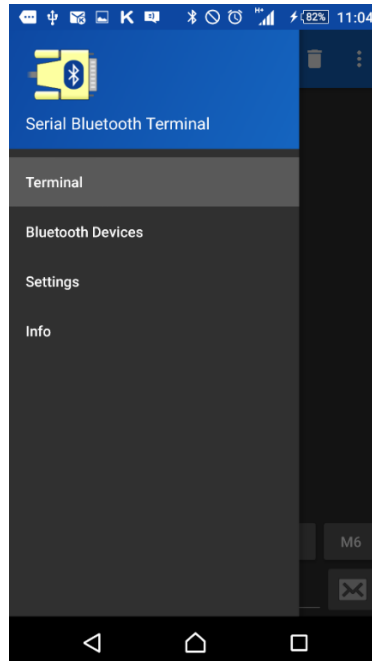 K 82% 11:04
Serial Bluetooth Terminal
Terminal
Bluetooth Devices
Settings
Info
M6